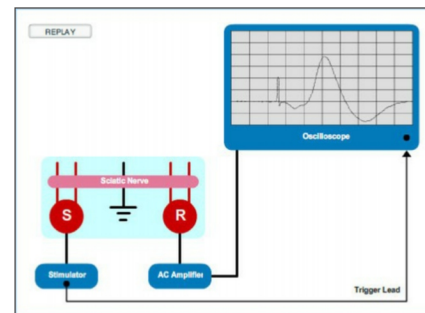 REPLAY
Oscilloscope
Sciatic Nerve
S
R
Stimulator
AC Amplifier
Trigger Lead